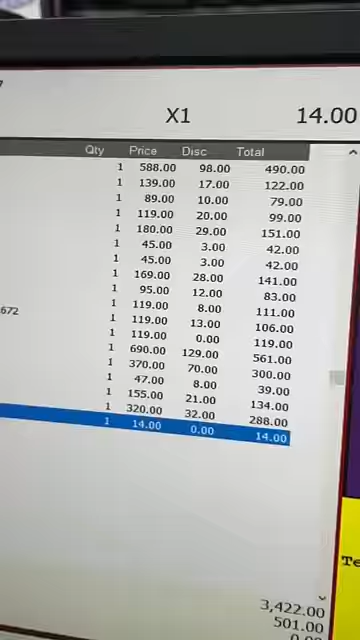 7
X1 14.00
Qty Price Disc Total
1 588.00 98.00 490.00
1 139.00 17.00 122.00
1 89.00 10.00 79.00
1 119.00 20.00 99.00
1 180.00 29.00 151.00
1 45.00 3.00 42.00
1 45.00 3.00 42.00
1 169.00 28.00 141.00
1 95.00 12.00 83.00
1 119.00 8.00 111.00
672 1 119.00 13.00 106.00
1 119.00 0.00 119.00
1 690.00 129.00 561.00
1 370.00 70.00 300.00
1 47.00 8.00 39.00
1 155.00 21.00 134.00
1 320.00 32.00 288.00
1 14.00 0.00 14.00
Te
3,422.00
501.00
0.00